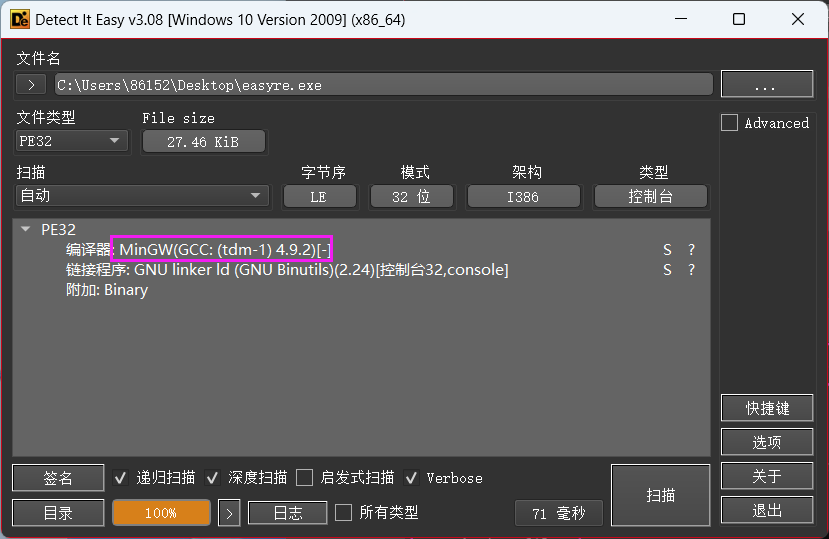 Detect It Easy v3.08 [Windows 10 Version 2009] (x86_64)
文件名
> C:\Users\86152\Desktop\easyre.exe ...
文件类型 File size
PE32 27.46 KiB
Advanced
扫描 字节序 模式 架构 类型
自动 LE 32 位 I386 控制台
PE32
编译器: MinGW(GCC: (tdm-1) 4.9.2)[-] S ?
链接程序: GNU linker ld (GNU Binutils)(2.24)[控制台32,console] S ?
附加: Binary
快捷键
选项
签名 递归扫描 深度扫描 启发式扫描 Verbose 扫描 关于
目录 100% > 日志 所有类型 71 毫秒 退出